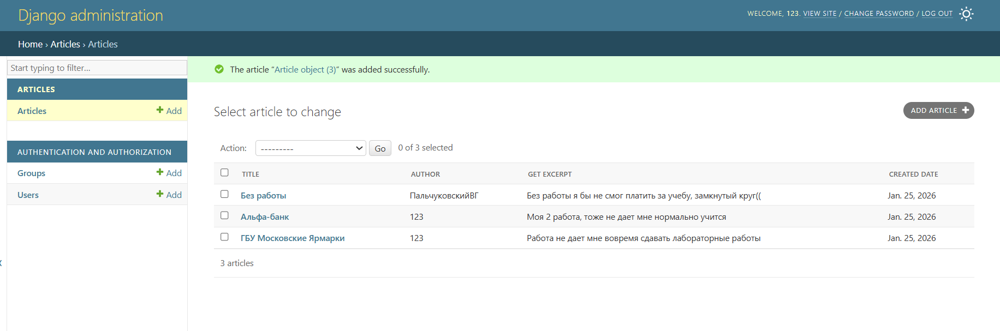 Django administration
WELCOME, 123. VIEW SITE / CHANGE PASSWORD / LOG OUT
Home › Articles › Articles
Start typing to filter...
ARTICLES
Articles + Add
AUTHENTICATION AND AUTHORIZATION
Groups + Add
Users + Add
The article “Article object (3)” was added successfully.
Select article to change
ADD ARTICLE +
Action: --------- Go 0 of 3 selected
TITLE AUTHOR GET EXCERPT CREATED DATE
Без работы ПальчуковскийВГ Без работы я бы не смог платить за учебу, замкнутый круг(( Jan. 25, 2026
Альфа-банк 123 Моя 2 работа, тоже не дает мне нормально учится Jan. 25, 2026
ГБУ Московские Ярмарки 123 Работа не дает мне вовремя сдавать лабораторные работы Jan. 25, 2026
3 articles